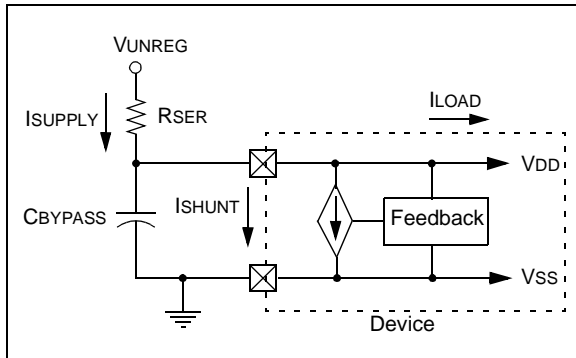 VUNREG
ILOAD
ISUPPLY
RSER
VDD
CBYPASS
ISHUNT
Feedback
VSS
Device